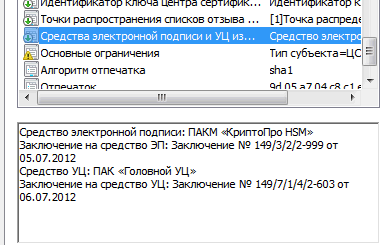 Идентификатор ключа центра сертифик... Идентификатор к
Точки распространения списков отзыва ... [1]Точка распреде
Средства электронной подписи и УЦ из... Средство электро
Основные ограничения Тип субъекта=ЦС
Алгоритм отпечатка sha1
Отпечаток 9d 05 a7 04 c8 c1 e
Средство электронной подписи: ПАКМ «КриптоПро HSM»
Заключение на средство ЭП: Заключение № 149/3/2/2-999 от
05.07.2012
Средство УЦ: ПАК «Головной УЦ»
Заключение на средство УЦ: Заключение № 149/7/1/4/2-603 от
06.07.2012